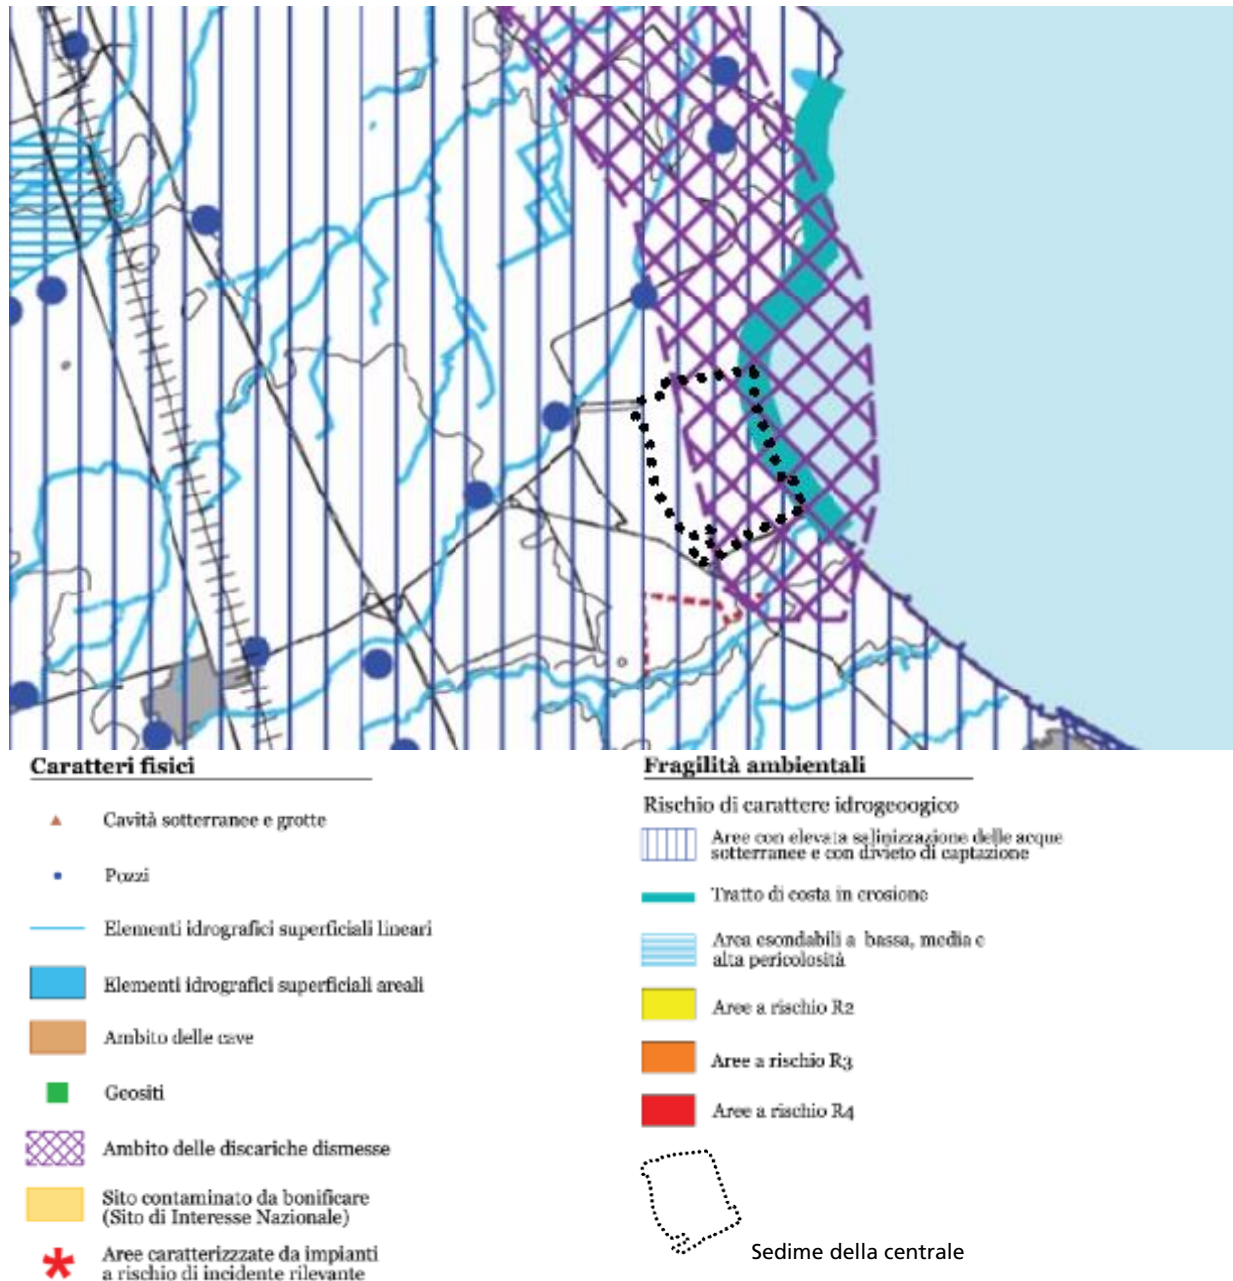 Caratteri fisici
Cavità sotterranee e grotte
Pozzi
Elementi idrografici superficiali lineari
Elementi idrografici superficiali areali
Ambito delle cave
Geositi
Ambito delle discariche dismesse
Sito contaminato da bonificare
(Sito di Interesse Nazionale)
Aree caratterizzzate da impianti
a rischio di incidente rilevante
Fragilità ambientali
Rischio di carattere idrogeoogico
Aree con elevata salinizzazione delle acque
sotterranee e con divieto di captazione
Tratto di costa in erosione
Area esondabili a bassa, media e
alta pericolosità
Aree a rischio R2
Aree a rischio R3
Aree a rischio R4
Sedime della centrale